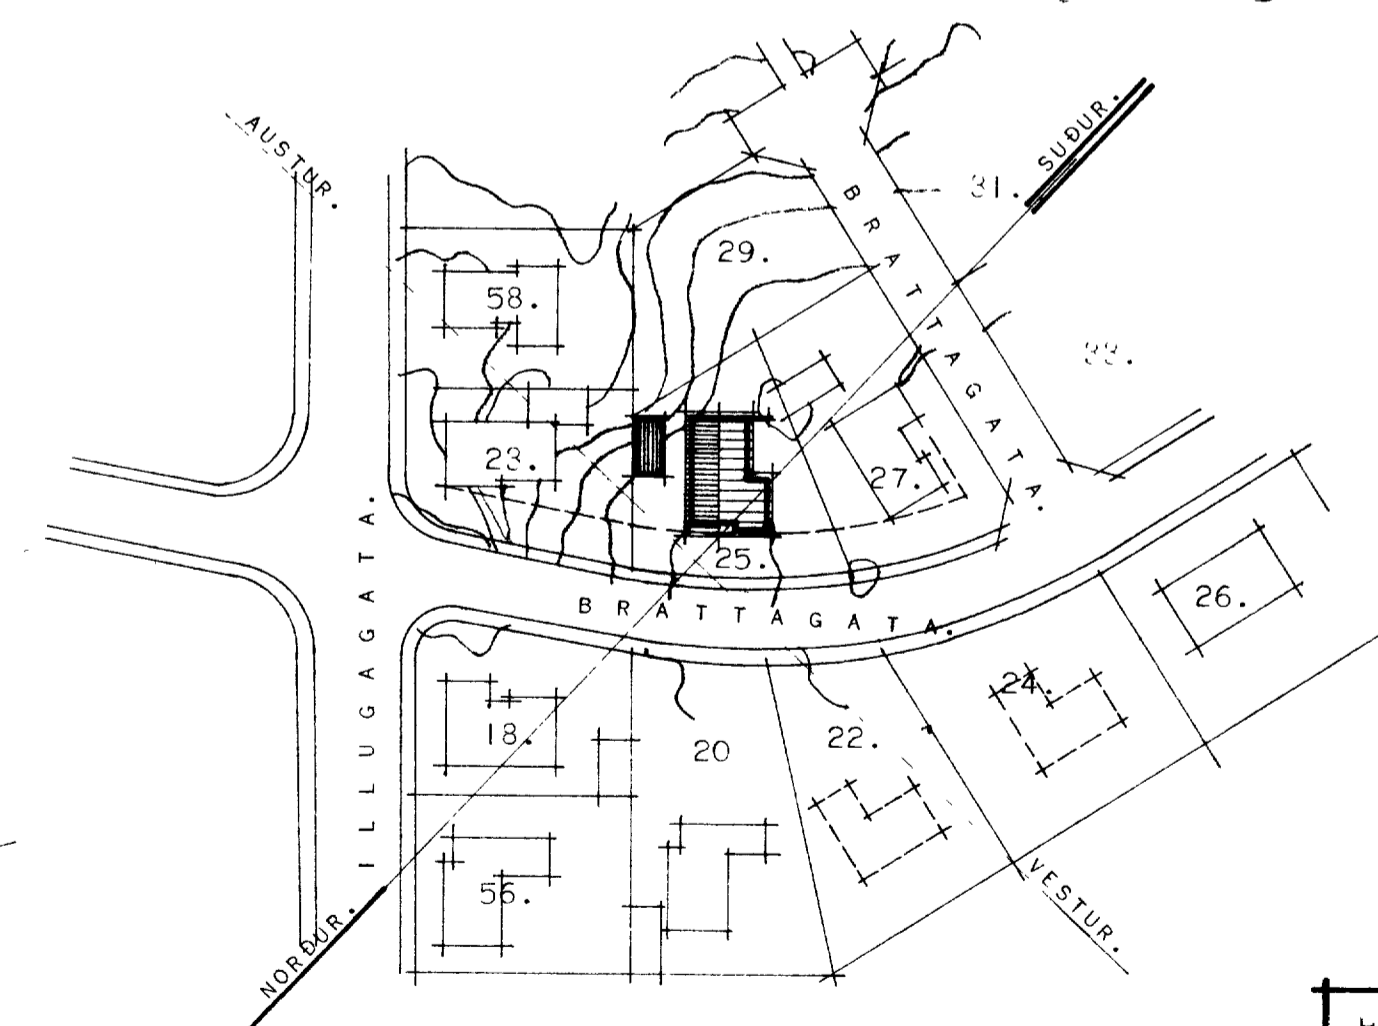 AUSTUR.
SUÐUR.
31.
BRATTAGATA.
29.
58.
33.
23.
27.
25.
ILLUGAGATA.
BRATTAGATA.
26.
24.
18.
20
22.
56.
VESTUR.
NORÐUR.